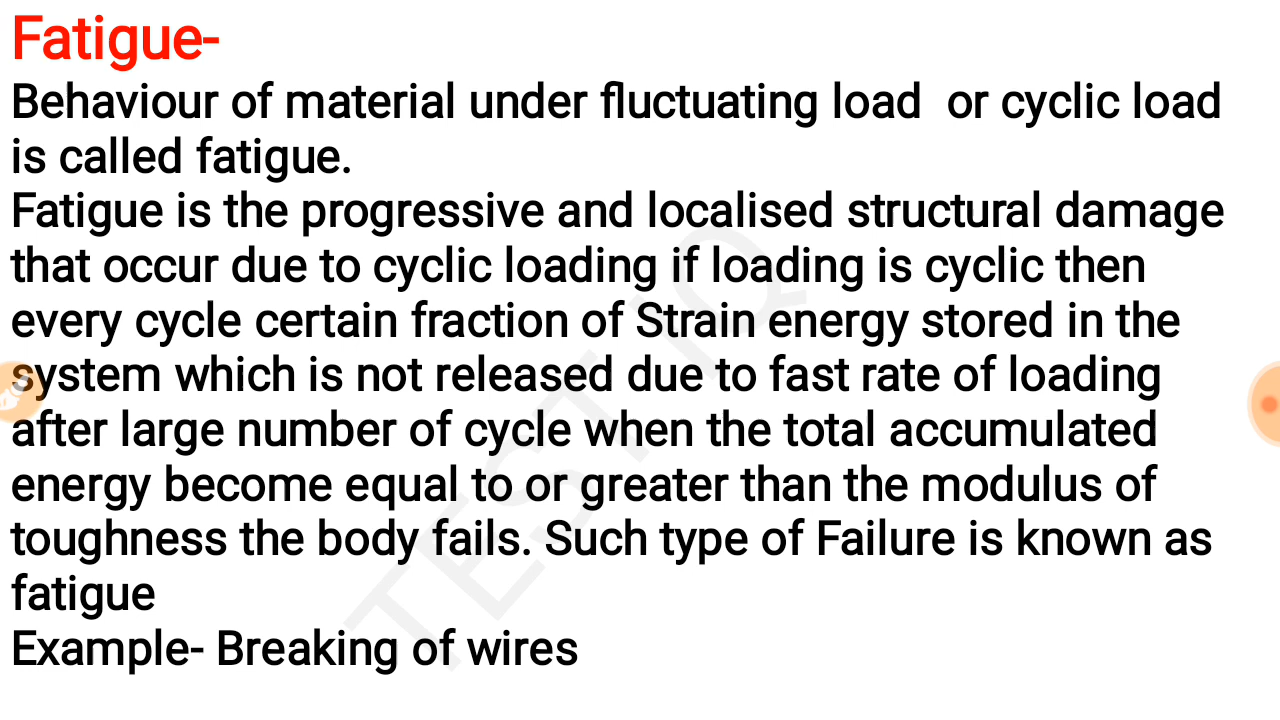 Fatigue-
Behaviour of material under fluctuating load  or cyclic load
is called fatigue.
Fatigue is the progressive and localised structural damage
that occur due to cyclic loading if loading is cyclic then
every cycle certain fraction of Strain energy stored in the
system which is not released due to fast rate of loading
after large number of cycle when the total accumulated
energy become equal to or greater than the modulus of
toughness the body fails. Such type of Failure is known as
fatigue
Example- Breaking of wires
TEST IQ